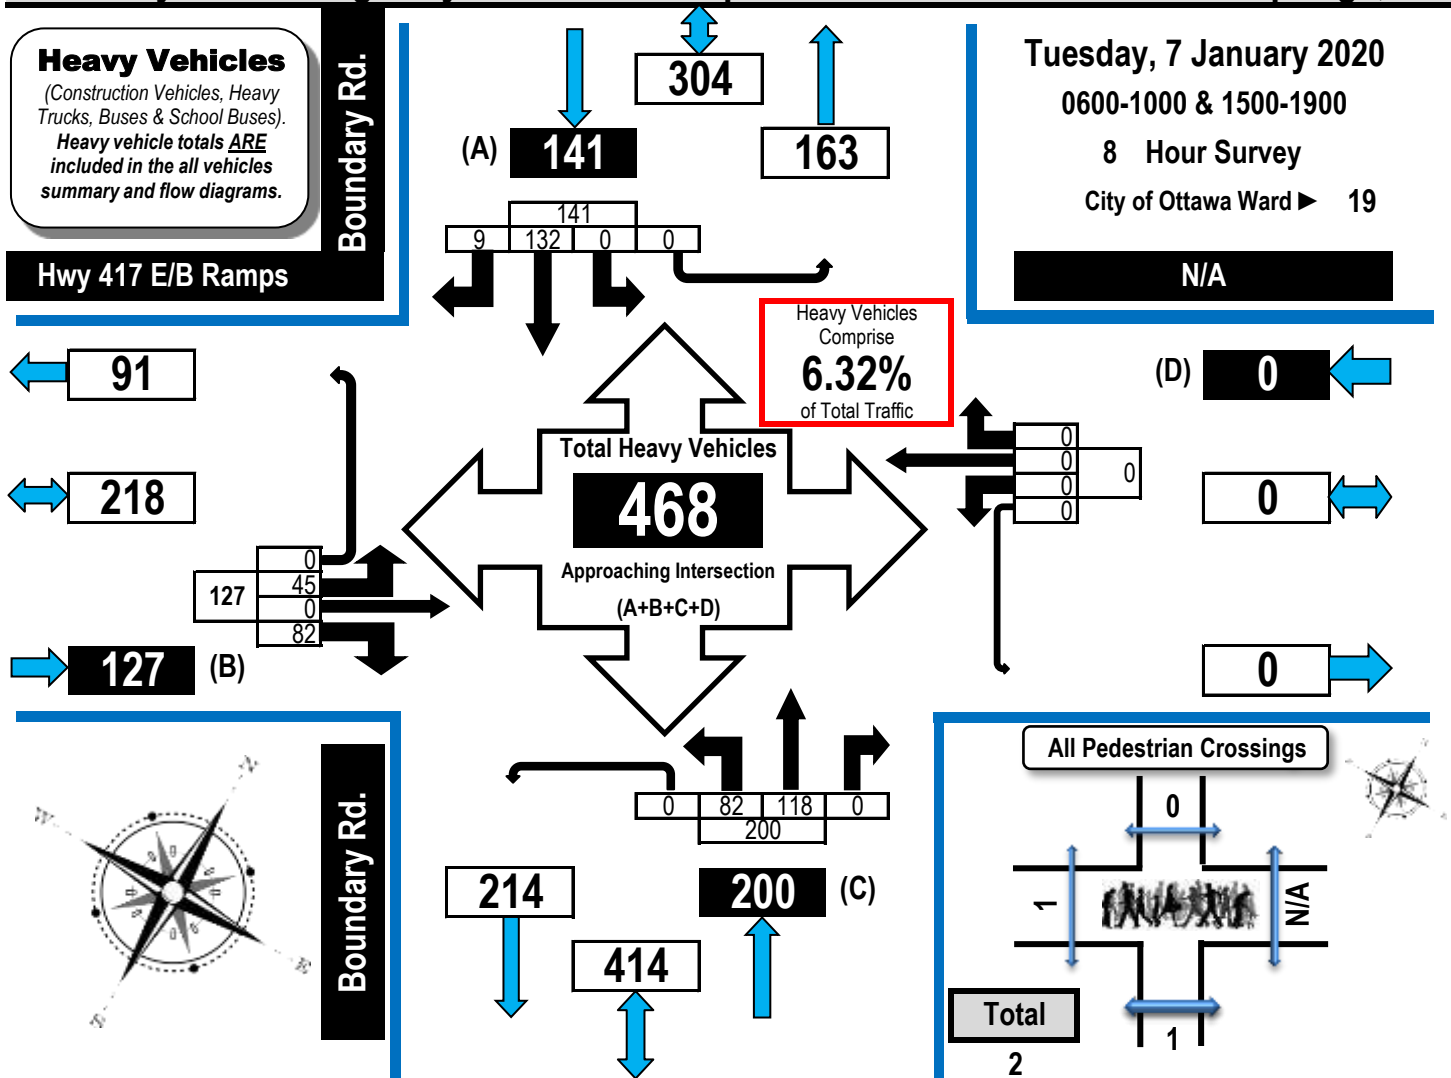 Heavy Vehicles
(Construction Vehicles, Heavy
Trucks, Buses & School Buses).
Heavy vehicle totals ARE
included in the all vehicles
summary and flow diagrams.
Boundary Rd.
Hwy 417 E/B Ramps
304
(A) 141
163
141
9 132 0 0
Tuesday, 7 January 2020
0600-1000 & 1500-1900
8 Hour Survey
City of Ottawa Ward ► 19
N/A
Heavy Vehicles
Comprise
6.32%
of Total Traffic
91
218
0
45
0
82
127
127 (B)
Total Heavy Vehicles
468
Approaching Intersection
(A+B+C+D)
(D) 0
0
0
0
0
0
0
0
0 82 118 0
200
214
200 (C)
414
Boundary Rd.
N
W
E
S
All Pedestrian Crossings
0
1
N/A
1
Total
2